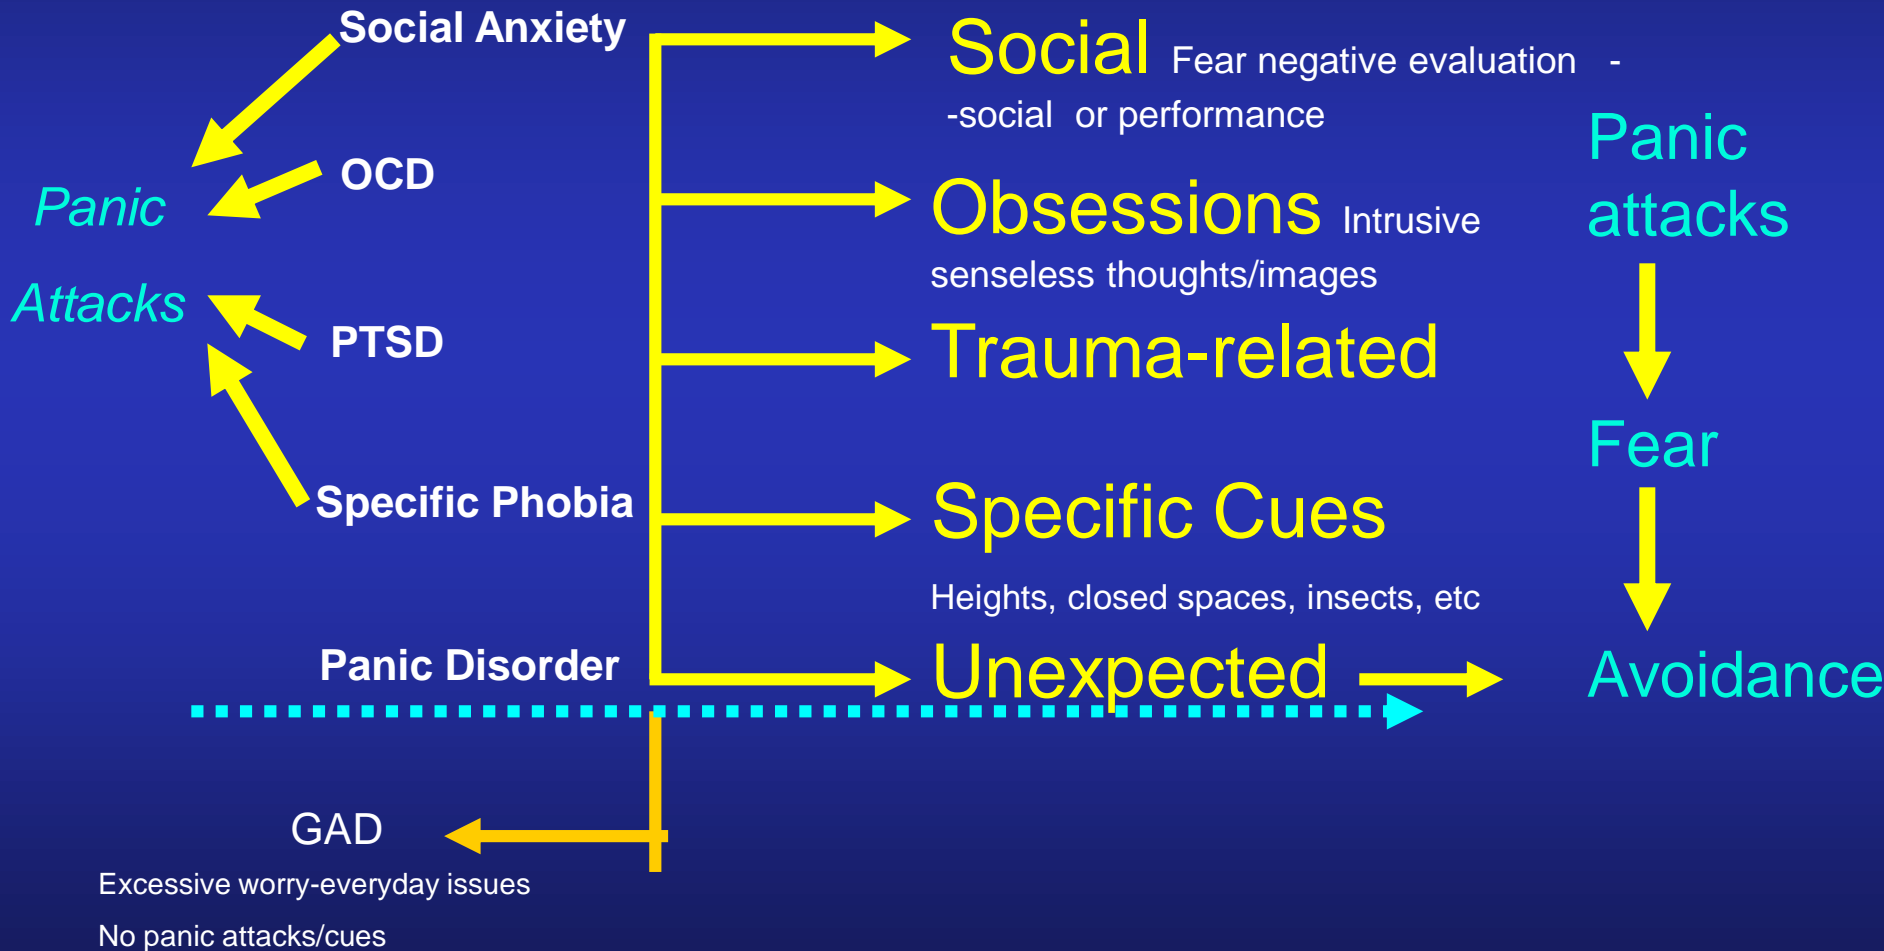 Social Anxiety
OCD
Panic
Attacks
PTSD
Specific Phobia
Panic Disorder
Social Fear negative evaluation -
-social or performance
Obsessions Intrusive
senseless thoughts/images
Trauma-related
Specific Cues
Heights, closed spaces, insects, etc
Unexpected
Panic
attacks
Fear
Avoidance
GAD
Excessive worry-everyday issues
No panic attacks/cues